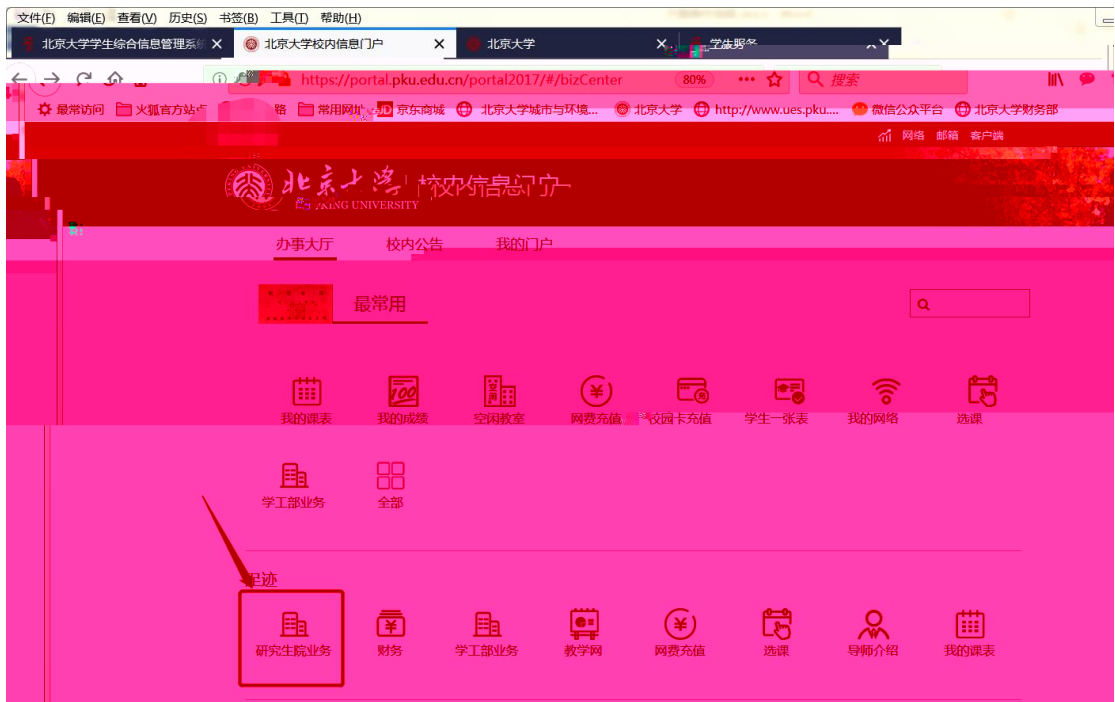 文件(F) 编辑(E) 查看(V) 历史(S) 书签(B) 工具(T) 帮助(H)
北京大学学生综合信息管理系统 × 北京大学校内信息门户 × 北京大学 ×
https://portal.pku.edu.cn/portal2017/#/bizCenter 80% ••• 搜索
最常访问 火狐官方站点 路 常用网址 JD 京东商城 北京大学城市与环境... 北京大学 http://www.ues.pku.... 微信公众平台 北京大学财务部
网络 邮箱 客户端
北京大学 校内信息门户
UNIVERSITY
办事大厅 校内公告 我的门户
最常用
100 空闲
我的课表 我的成绩 空闲教室 网费充值 校园卡充值 学生一张表 我的网络 选课
学工部业务 全部
足迹
研究生院业务 财务 学工部业务 教学网 网费充值 选课 导师介绍 我的课表